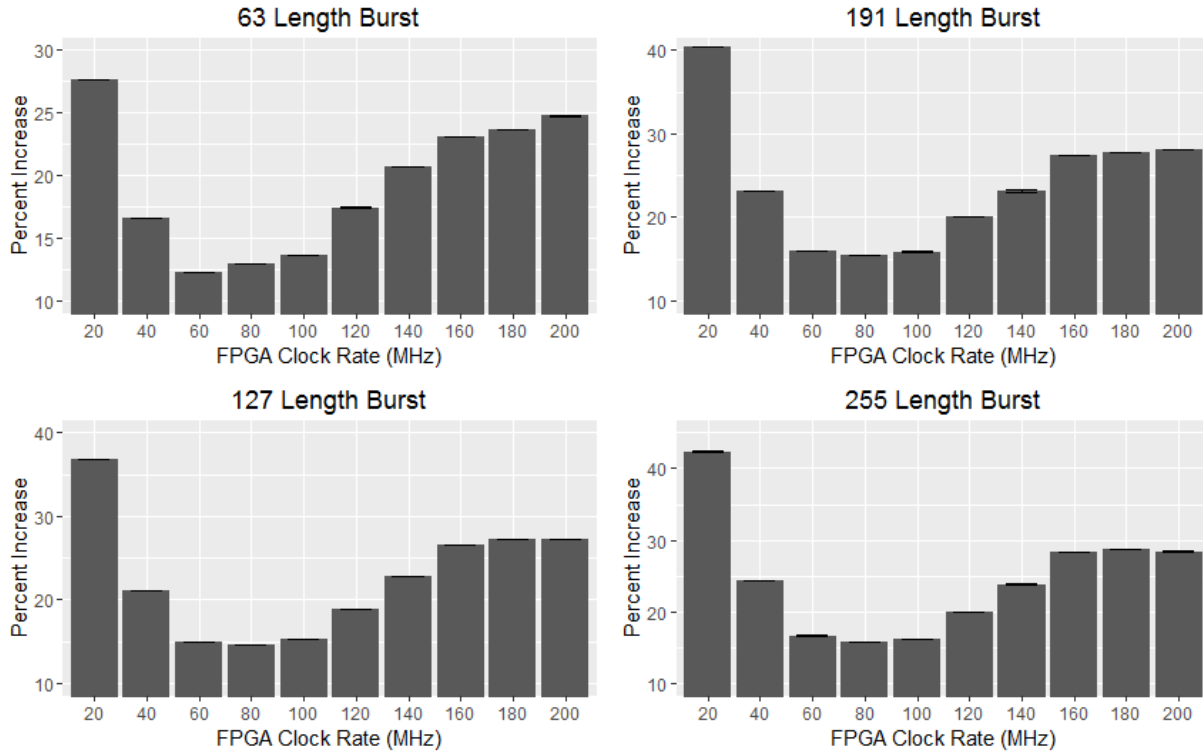 63 Length Burst
Percent Increase
30
25
20
15
10
20 40 60 80 100 120 140 160 180 200
FPGA Clock Rate (MHz)
191 Length Burst
Percent Increase
40
30
20
10
20 40 60 80 100 120 140 160 180 200
FPGA Clock Rate (MHz)
127 Length Burst
Percent Increase
40
30
20
10
20 40 60 80 100 120 140 160 180 200
FPGA Clock Rate (MHz)
255 Length Burst
Percent Increase
40
30
20
10
20 40 60 80 100 120 140 160 180 200
FPGA Clock Rate (MHz)